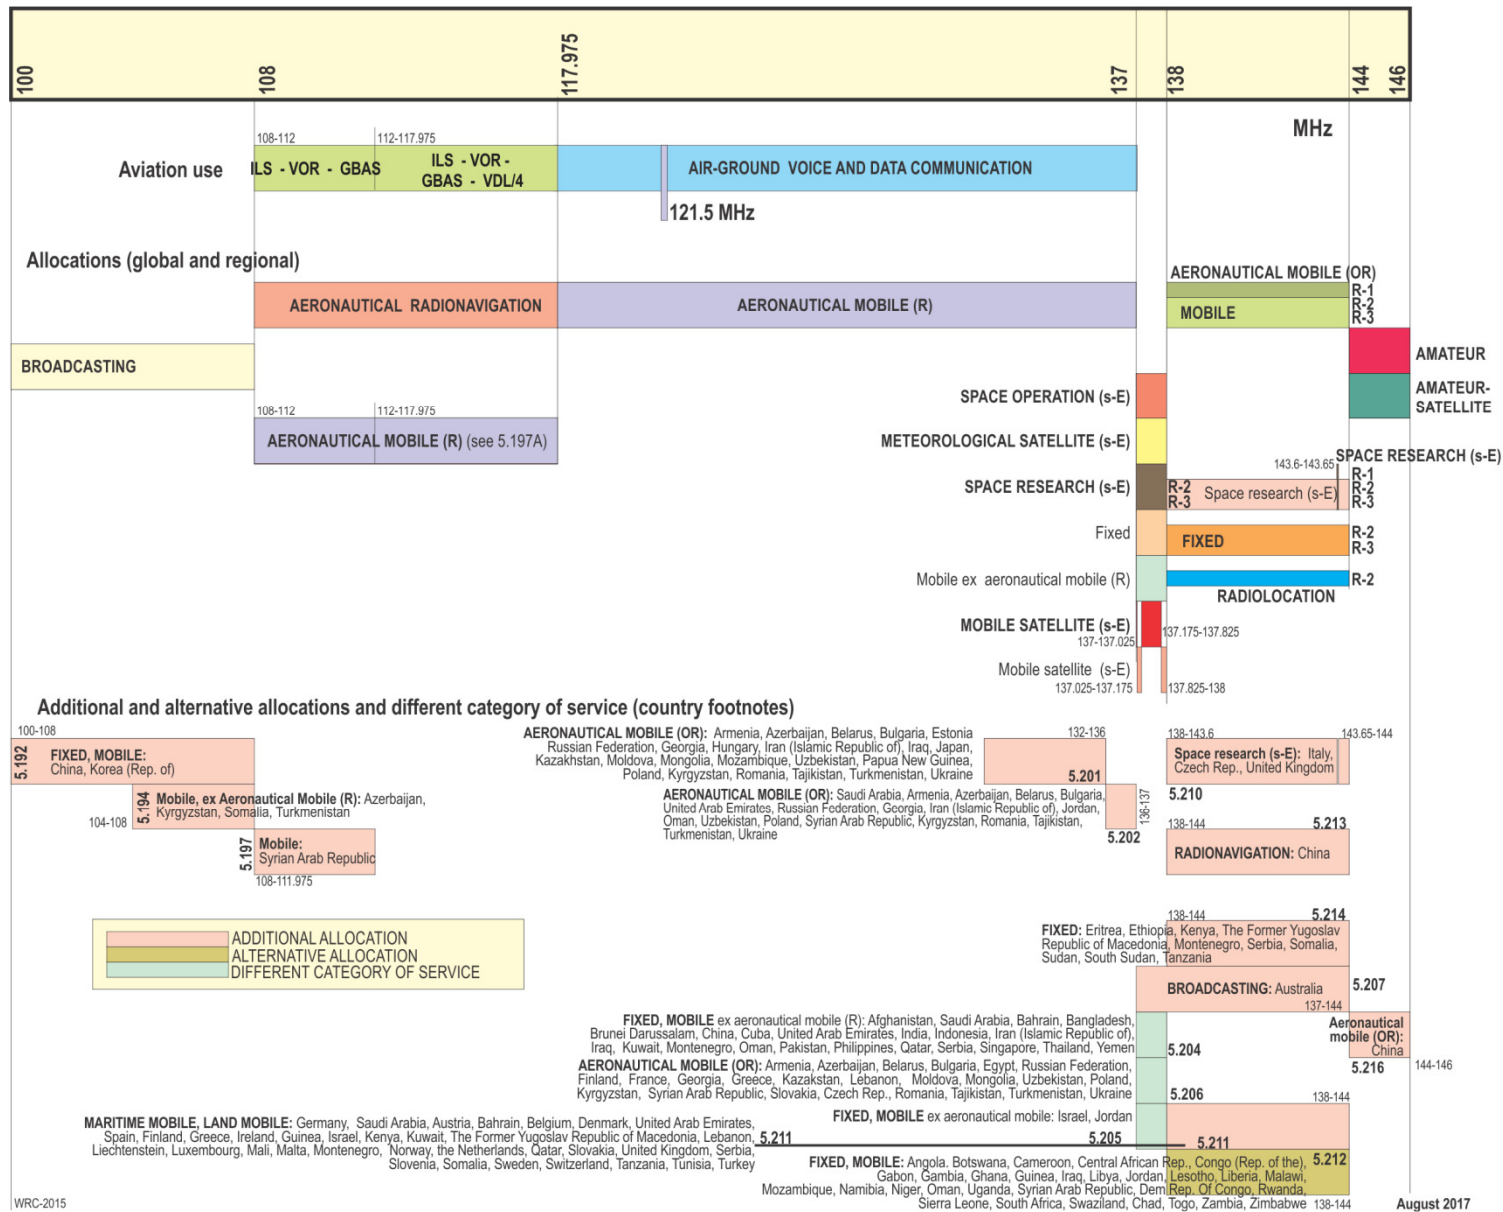 100
108
117.975
137
138
144
146
MHz
108-112
112-117.975
Aviation use
ILS - VOR - GBAS
ILS - VOR -
GBAS - VDL/4
AIR-GROUND VOICE AND DATA COMMUNICATION
121.5 MHz
Allocations (global and regional)
AERONAUTICAL MOBILE (OR)
AERONAUTICAL RADIONAVIGATION
AERONAUTICAL MOBILE (R)
R-1
R-2
R-3
MOBILE
BROADCASTING
AMATEUR
AMATEUR-
SATELLITE
SPACE OPERATION (s-E)
108-112
112-117.975
AERONAUTICAL MOBILE (R) (see 5.197A)
METEOROLOGICAL SATELLITE (s-E)
SPACE RESEARCH (s-E)
143.6-143.65
R-1
R-2
R-3
SPACE RESEARCH (s-E)
R-2
R-3
Space research (s-E)
Fixed
FIXED
R-2
R-3
Mobile ex aeronautical mobile (R)
R-2
RADIOLOCATION
MOBILE SATELLITE (s-E)
137-137.025
137.175-137.825
Mobile satellite (s-E)
137.025-137.175
137.825-138
Additional and alternative allocations and different category of service (country footnotes)
100-108
5.192
FIXED, MOBILE:
China, Korea (Rep. of)
5.194
Mobile, ex Aeronautical Mobile (R): Azerbaijan,
Kyrgyzstan, Somalia, Turkmenistan
104-108
5.197
Mobile:
Syrian Arab Republic
108-111.975
AERONAUTICAL MOBILE (OR): Armenia, Azerbaijan, Belarus, Bulgaria, Estonia
Russian Federation, Georgia, Hungary, Iran (Islamic Republic of), Iraq, Japan,
Kazakhstan, Moldova, Mongolia, Mozambique, Uzbekistan, Papua New Guinea,
Poland, Kyrgyzstan, Romania, Tajikistan, Turkmenistan, Ukraine
132-136
5.201
AERONAUTICAL MOBILE (OR): Saudi Arabia, Armenia, Azerbaijan, Belarus, Bulgaria,
United Arab Emirates, Russian Federation, Georgia, Iran (Islamic Republic of), Jordan,
Oman, Uzbekistan, Poland, Syrian Arab Republic, Kyrgyzstan, Romania, Tajikistan,
Turkmenistan, Ukraine
136-137
5.202
138-143.6
143.65-144
Space research (s-E): Italy,
Czech Rep., United Kingdom
5.210
138-144
5.213
RADIONAVIGATION: China
ADDITIONAL ALLOCATION
ALTERNATIVE ALLOCATION
DIFFERENT CATEGORY OF SERVICE
138-144
5.214
FIXED: Eritrea, Ethiopia, Kenya, The Former Yugoslav
Republic of Macedonia, Montenegro, Serbia, Somalia,
Sudan, South Sudan, Tanzania
BROADCASTING: Australia
5.207
137-144
FIXED, MOBILE ex aeronautical mobile (R): Afghanistan, Saudi Arabia, Bahrain, Bangladesh,
Brunei Darussalam, China, Cuba, United Arab Emirates, India, Indonesia, Iran (Islamic Republic of),
Iraq, Kuwait, Montenegro, Oman, Pakistan, Philippines, Qatar, Serbia, Singapore, Thailand, Yemen
5.204
Aeronautical
mobile (OR):
China
5.216
144-146
AERONAUTICAL MOBILE (OR): Armenia, Azerbaijan, Belarus, Bulgaria, Egypt, Russian Federation,
Finland, France, Georgia, Greece, Kazakstan, Lebanon, Moldova, Mongolia, Uzbekistan, Poland,
Kyrgyzstan, Syrian Arab Republic, Slovakia, Czech Rep., Romania, Tajikistan, Turkmenistan, Ukraine
5.206
138-144
FIXED, MOBILE ex aeronautical mobile: Israel, Jordan
5.205
MARITIME MOBILE, LAND MOBILE: Germany, Saudi Arabia, Austria, Bahrain, Belgium, Denmark, United Arab Emirates,
Spain, Finland, Greece, Ireland, Guinea, Israel, Kenya, Kuwait, The Former Yugoslav Republic of Macedonia, Lebanon,
Liechtenstein, Luxembourg, Mali, Malta, Montenegro, Norway, the Netherlands, Qatar, Slovakia, United Kingdom, Serbia,
Slovenia, Somalia, Sweden, Switzerland, Tanzania, Tunisia, Turkey
5.211
5.211
5.212
FIXED, MOBILE: Angola. Botswana, Cameroon, Central African Rep., Congo (Rep. of the),
Gabon, Gambia, Ghana, Guinea, Iraq, Libya, Jordan, Lesotho, Liberia, Malawi,
Mozambique, Namibia, Niger, Oman, Uganda, Syrian Arab Republic, Dem Rep. Of Congo, Rwanda,
Sierra Leone, South Africa, Swaziland, Chad, Togo, Zambia, Zimbabwe
138-144
WRC-2015
August 2017